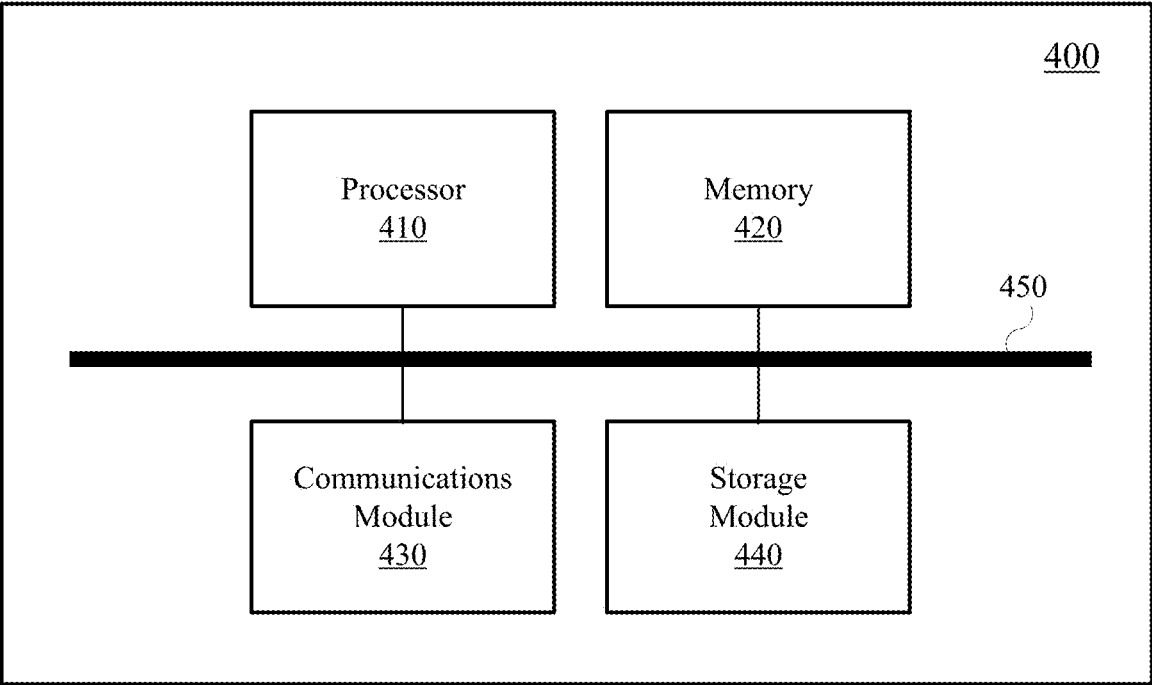 400
Processor
410
Memory
420
450
Communications
Module
430
Storage
Module
440